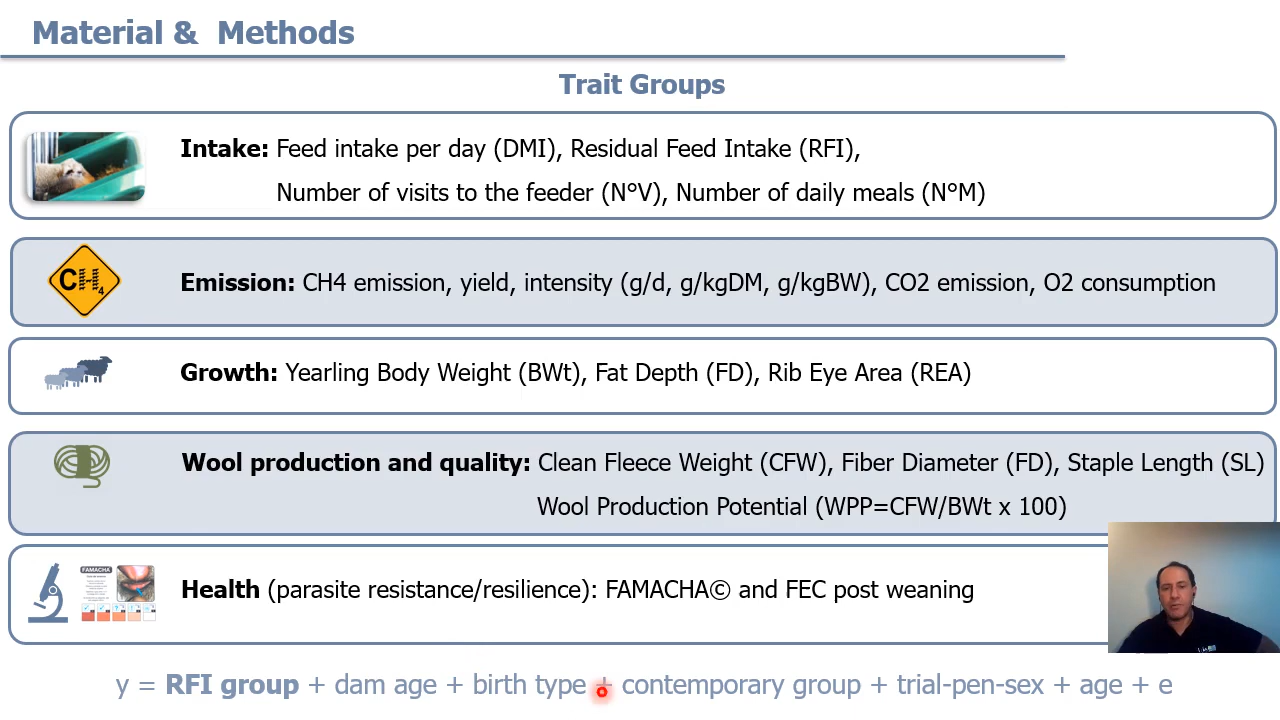 Material & Methods
Trait Groups
Intake: Feed intake per day (DMI), Residual Feed Intake (RFI),
Number of visits to the feeder (N°V), Number of daily meals (N°M)
CH4
Emission: CH4 emission, yield, intensity (g/d, g/kgDM, g/kgBW), CO2 emission, O2 consumption
Growth: Yearling Body Weight (BWt), Fat Depth (FD), Rib Eye Area (REA)
Wool production and quality: Clean Fleece Weight (CFW), Fiber Diameter (FD), Staple Length (SL)
Wool Production Potential (WPP=CFW/BWt x 100)
FAMACHA
Health (parasite resistance/resilience): FAMACHA© and FEC post weaning
y = RFI group + dam age + birth type + contemporary group + trial-pen-sex + age + e